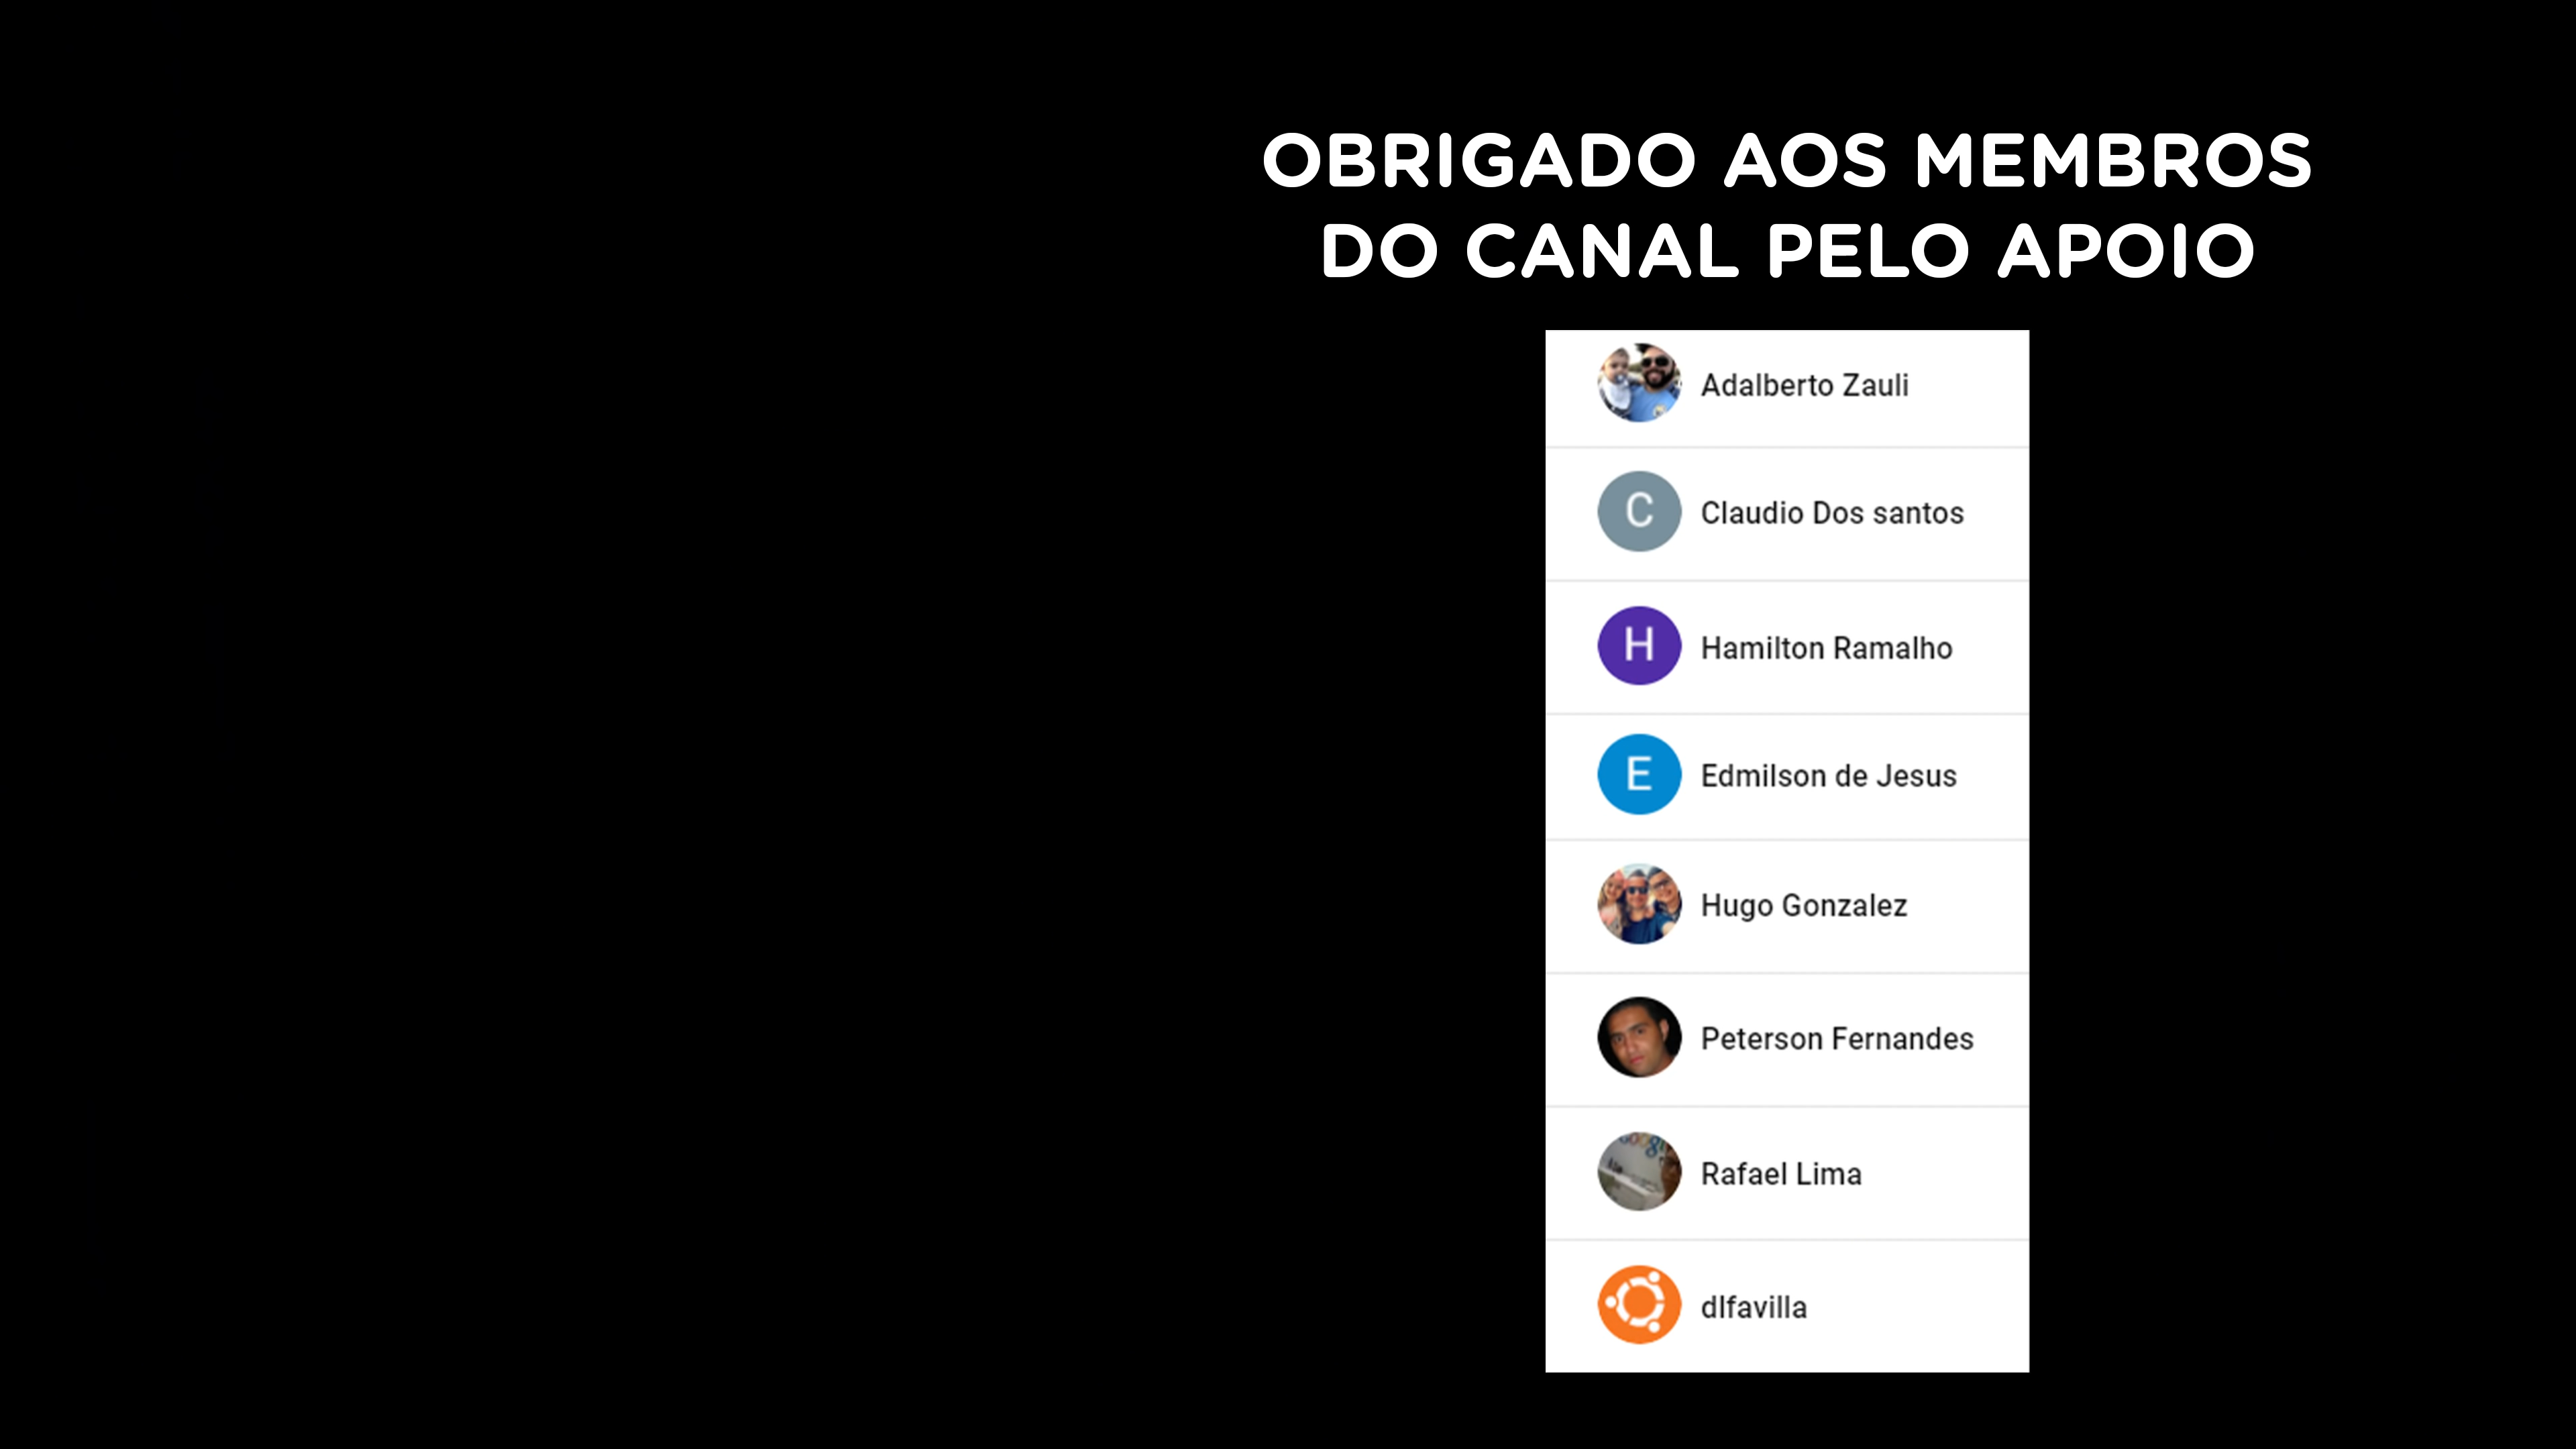 OBRIGADO AOS MEMBROS
DO CANAL PELO APOIO
Adalberto Zauli
C
Claudio Dos santos
H
Hamilton Ramalho
E
Edmilson de Jesus
Hugo Gonzalez
Peterson Fernandes
Rafael Lima
dlfavilla